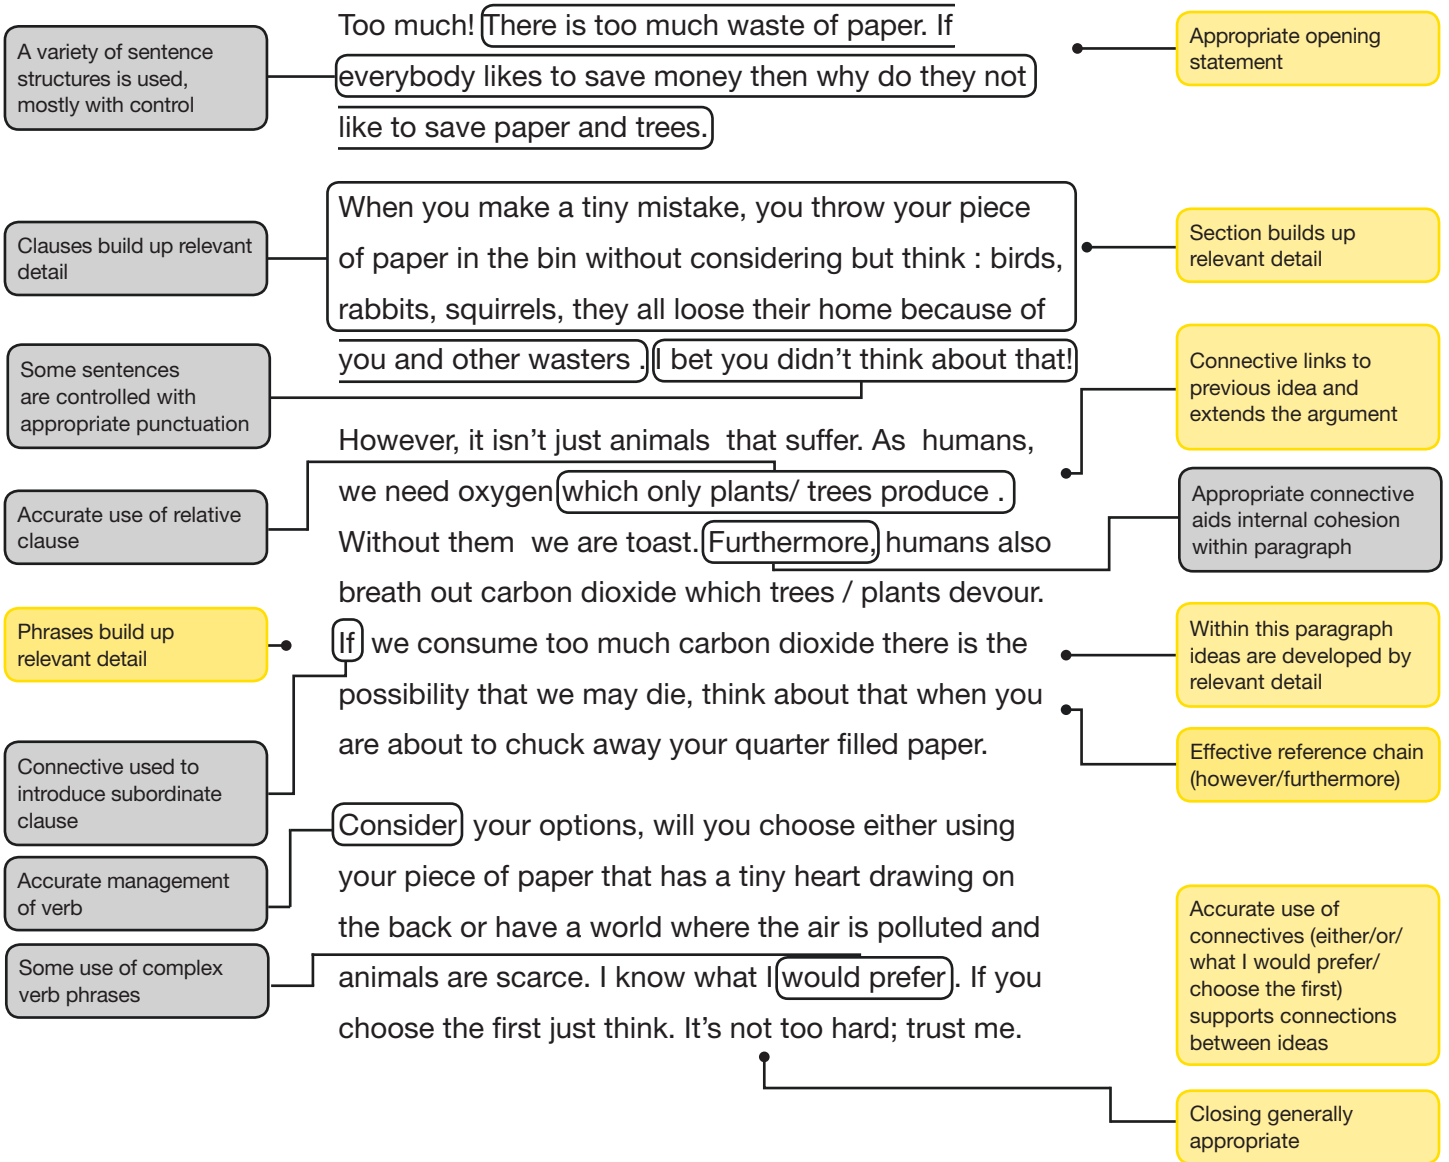 Too much! There is too much waste of paper. If
everybody likes to save money then why do they not
like to save paper and trees.
When you make a tiny mistake, you throw your piece
of paper in the bin without considering but think : birds,
rabbits, squirrels, they all loose their home because of
you and other wasters . I bet you didn't think about that!
However, it isn't just animals that suffer. As humans,
we need oxygen which only plants/ trees produce .
Without them we are toast. Furthermore, humans also
breath out carbon dioxide which trees / plants devour.
If we consume too much carbon dioxide there is the
possibility that we may die, think about that when you
are about to chuck away your quarter filled paper.
Consider your options, will you choose either using
your piece of paper that has a tiny heart drawing on
the back or have a world where the air is polluted and
animals are scarce. I know what I would prefer. If you
choose the first just think. It's not too hard; trust me.
A variety of sentence
structures is used,
mostly with control
Clauses build up relevant
detail
Some sentences
are controlled with
appropriate punctuation
Accurate use of relative
clause
Phrases build up
relevant detail
Connective used to
introduce subordinate
clause
Accurate management
of verb
Some use of complex
verb phrases
Appropriate opening
statement
Section builds up
relevant detail
Connective links to
previous idea and
extends the argument
Appropriate connective
aids internal cohesion
within paragraph
Within this paragraph
ideas are developed by
relevant detail
Effective reference chain
(however/furthermore)
Accurate use of
connectives (either/or/
what I would prefer/
choose the first)
supports connections
between ideas
Closing generally
appropriate